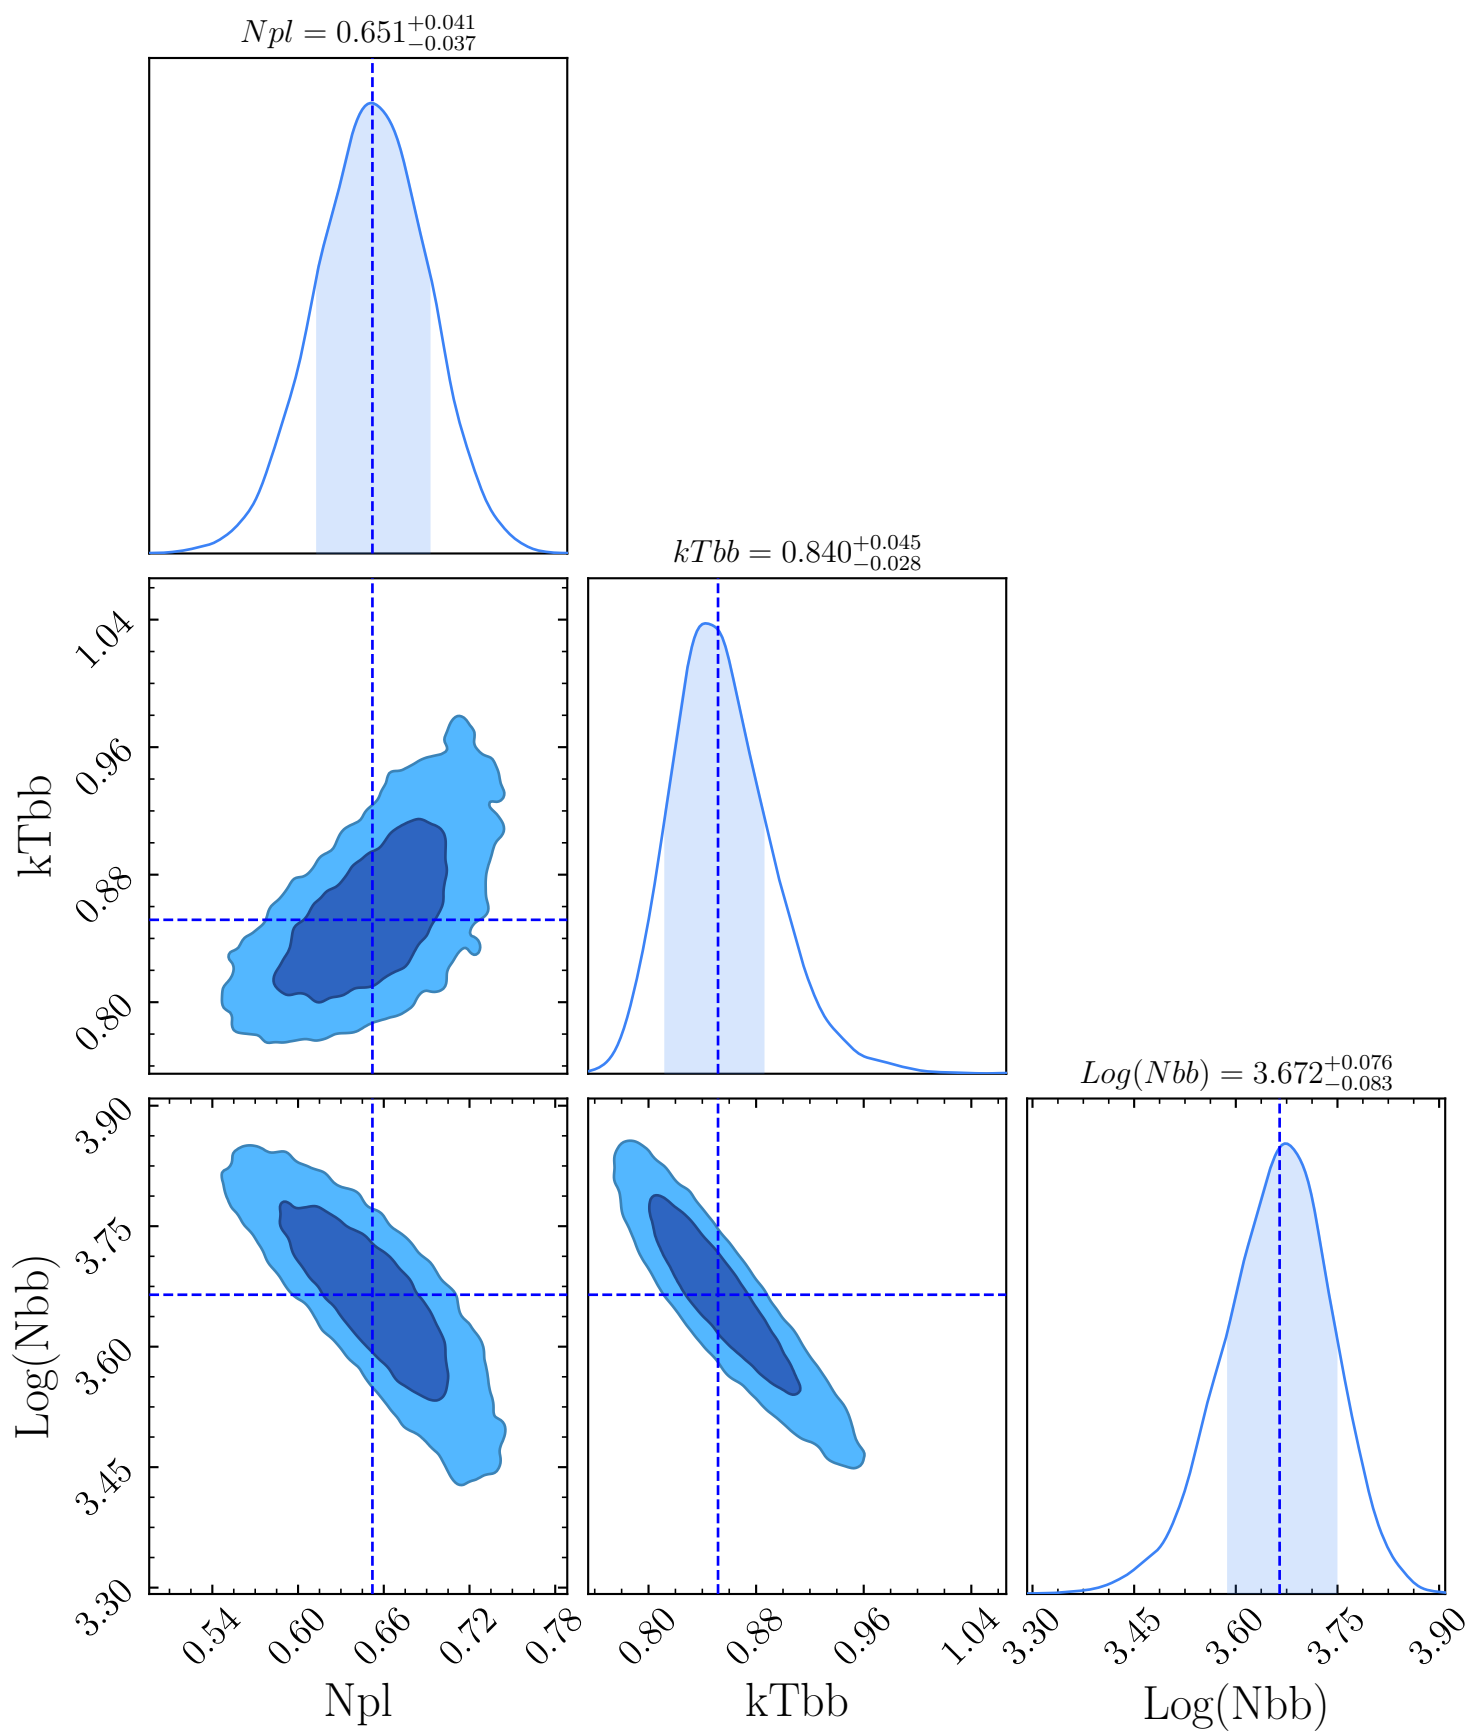 Npl = 0.651+0.041−0.037
kTbb = 0.840+0.045−0.028
1.04
0.96
0.88
0.80
kTbb
Log(Nbb) = 3.672+0.076−0.083
3.90
3.75
3.60
3.45
3.30
Log(Nbb)
0.54 0.60 0.66 0.72 0.78
0.80 0.88 0.96 1.04
3.30 3.45 3.60 3.75 3.90
Npl
kTbb
Log(Nbb)